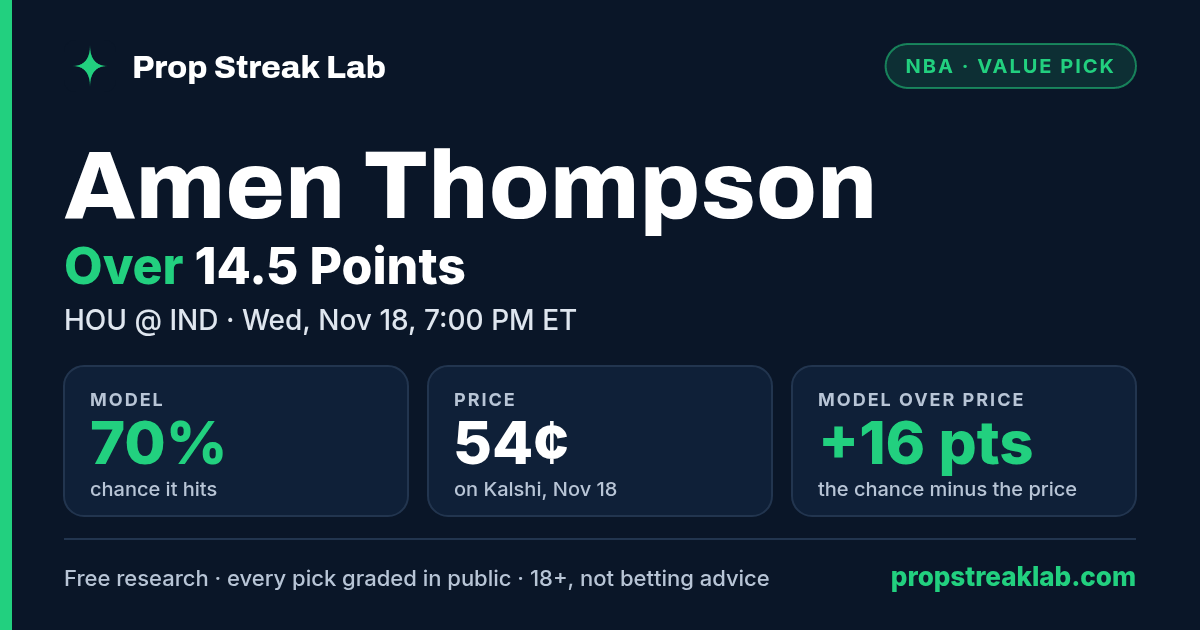 Prop Streak Lab
NBA · VALUE PICK
Amen Thompson
Over 14.5 Points
HOU @ IND · Wed, Nov 18, 7:00 PM ET
MODEL
70%
chance it hits
PRICE
54¢
on Kalshi, Nov 18
MODEL OVER PRICE
+16 pts
the chance minus the price
Free research · every pick graded in public · 18+, not betting advice
propstreaklab.com